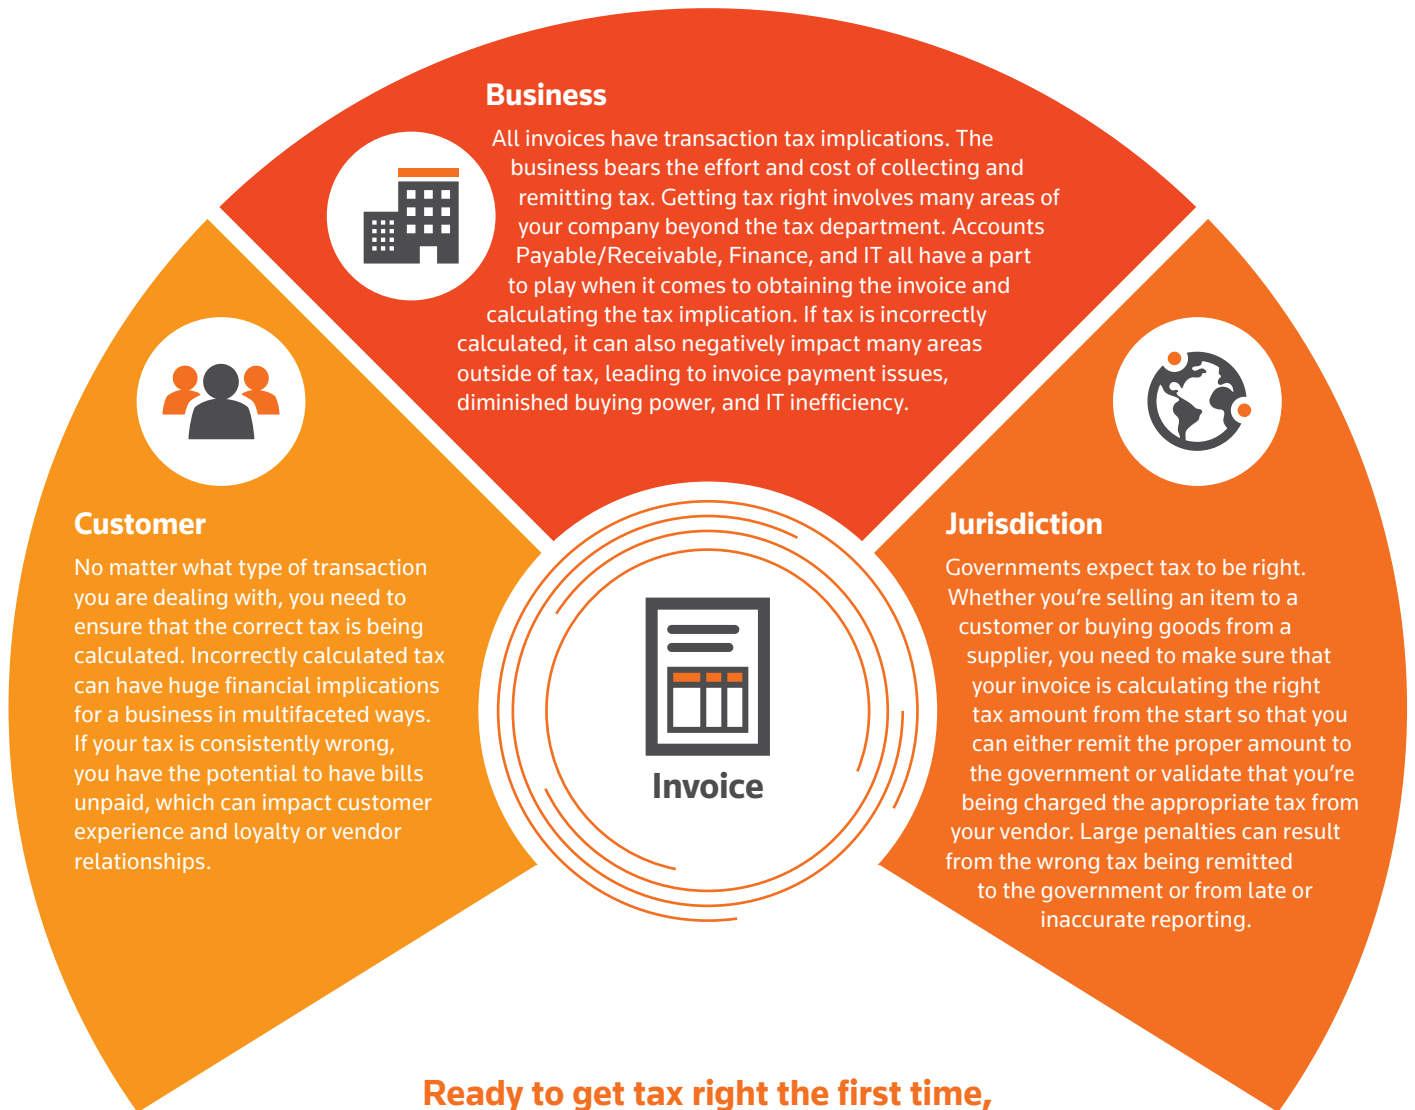 Business
All invoices have transaction tax implications. The
business bears the effort and cost of collecting and
remitting tax. Getting tax right involves many areas of
your company beyond the tax department. Accounts
Payable/Receivable, Finance, and IT all have a part
to play when it comes to obtaining the invoice and
calculating the tax implication. If tax is incorrectly
calculated, it can also negatively impact many areas
outside of tax, leading to invoice payment issues,
diminished buying power, and IT inefficiency.
Customer
No matter what type of transaction
you are dealing with, you need to
ensure that the correct tax is being
calculated. Incorrectly calculated tax
can have huge financial implications
for a business in multifaceted ways.
If your tax is consistently wrong,
you have the potential to have bills
unpaid, which can impact customer
experience and loyalty or vendor
relationships.
Invoice
Jurisdiction
Governments expect tax to be right.
Whether you're selling an item to a
customer or buying goods from a
supplier, you need to make sure that
your invoice is calculating the right
tax amount from the start so that you
can either remit the proper amount to
the government or validate that you're
being charged the appropriate tax from
your vendor. Large penalties can result
from the wrong tax being remitted
to the government or from late or
inaccurate reporting.
Ready to get tax right the first time,